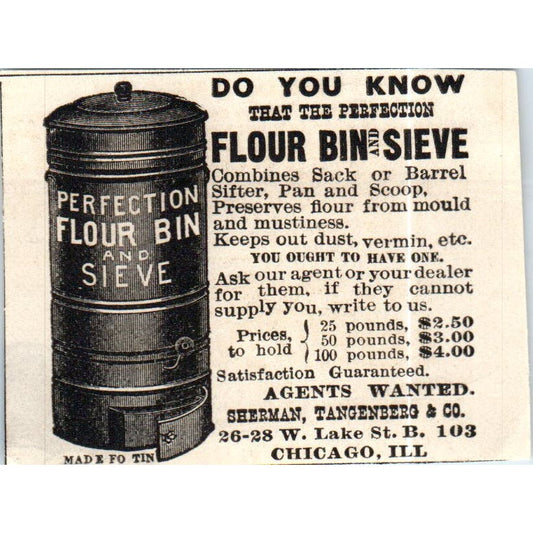 DO YOU KNOW
THAT THE PERFECTION
FLOUR BIN AND SIEVE
Combines Sack or Barrel
Sifter, Pan and Scoop,
Preserves flour from mould
and mustiness.
Keeps out dust, vermin, etc.
YOU OUGHT TO HAVE ONE.
Ask our agent or your dealer
for them, if they cannot
supply you, write to us.
Prices, to hold
25 pounds, $2.50
50 pounds, $3.00
100 pounds, $4.00
Satisfaction Guaranteed.
AGENTS WANTED.
SHERMAN, TANGENBERG & CO.
26-28 W. Lake St. B. 103
CHICAGO, ILL
PERFECTION
FLOUR BIN
AND
SIEVE
MADE FO TIN